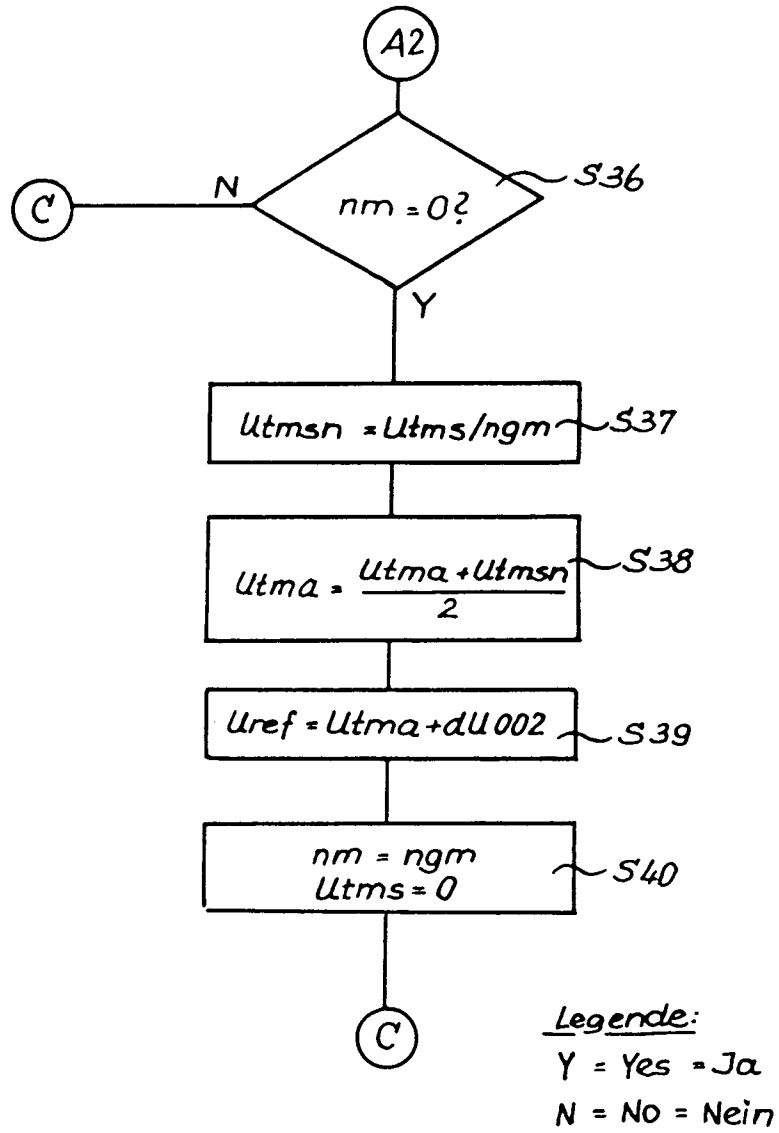 A2
S36
N
C
nm = 0?
Y
Utmsn = Utms/ngm
S37
Utma = Utma + Utmsn
2
S38
Uref = Utma + dU002
S39
nm = ngm
Utms = 0
S40
C
Legende:
Y = Yes = Ja
N = No = Nein